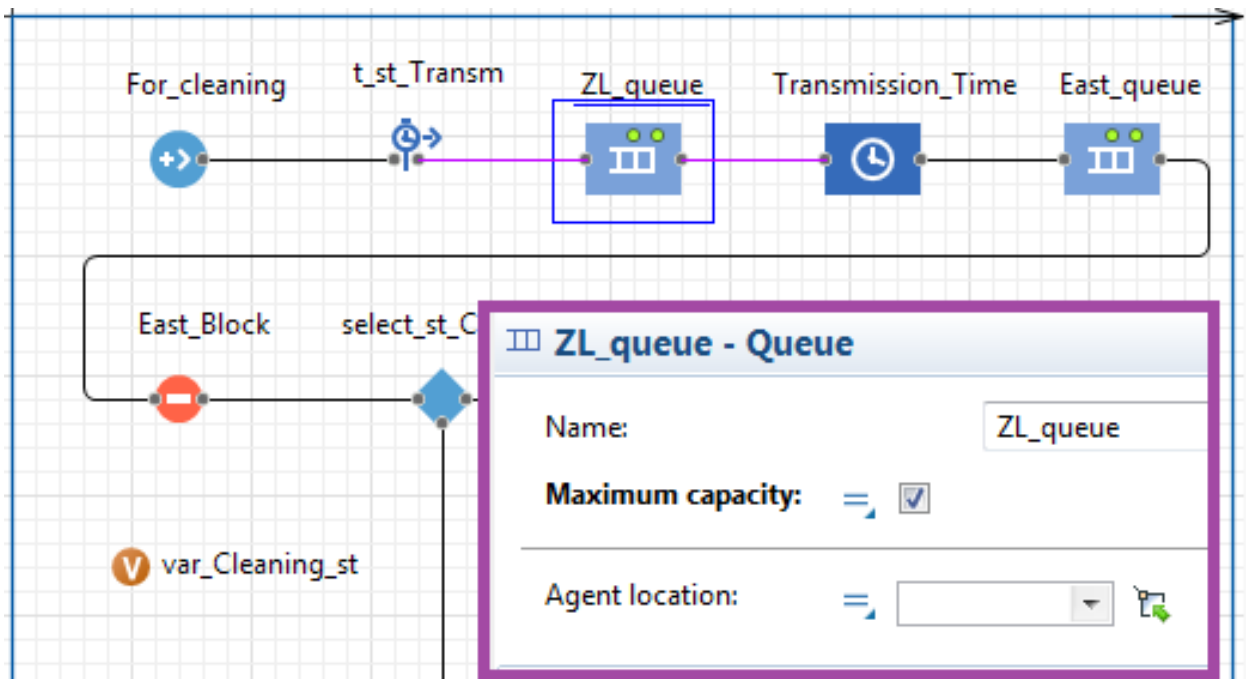 For_cleaning
t_st_Transm
ZL_queue
Transmission_Time
East_queue
East_Block
select_st_C
ZL_queue - Queue
Name:
ZL_queue
Maximum capacity:
Agent location:
V
var_Cleaning_st